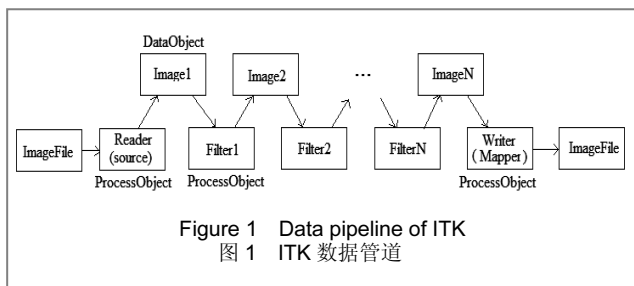 DataObject
Image1
Image2
...
ImageN
ImageFile
Reader
(source)
Filter1
Filter2
FilterN
Writer
(Mapper)
ImageFile
ProcessObject
ProcessObject
ProcessObject
Figure 1 Data pipeline of ITK
图 1 ITK 数据管道